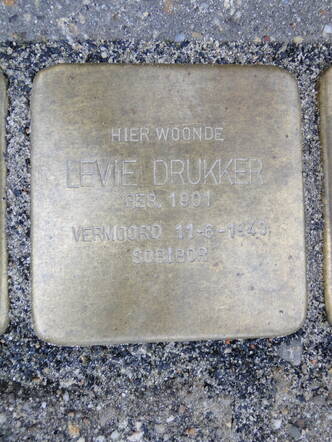 HIER WOONDE
LEVIE DRUKKER
GEB. 1901
VERMOORD 11-6-1943
SOBIBOR